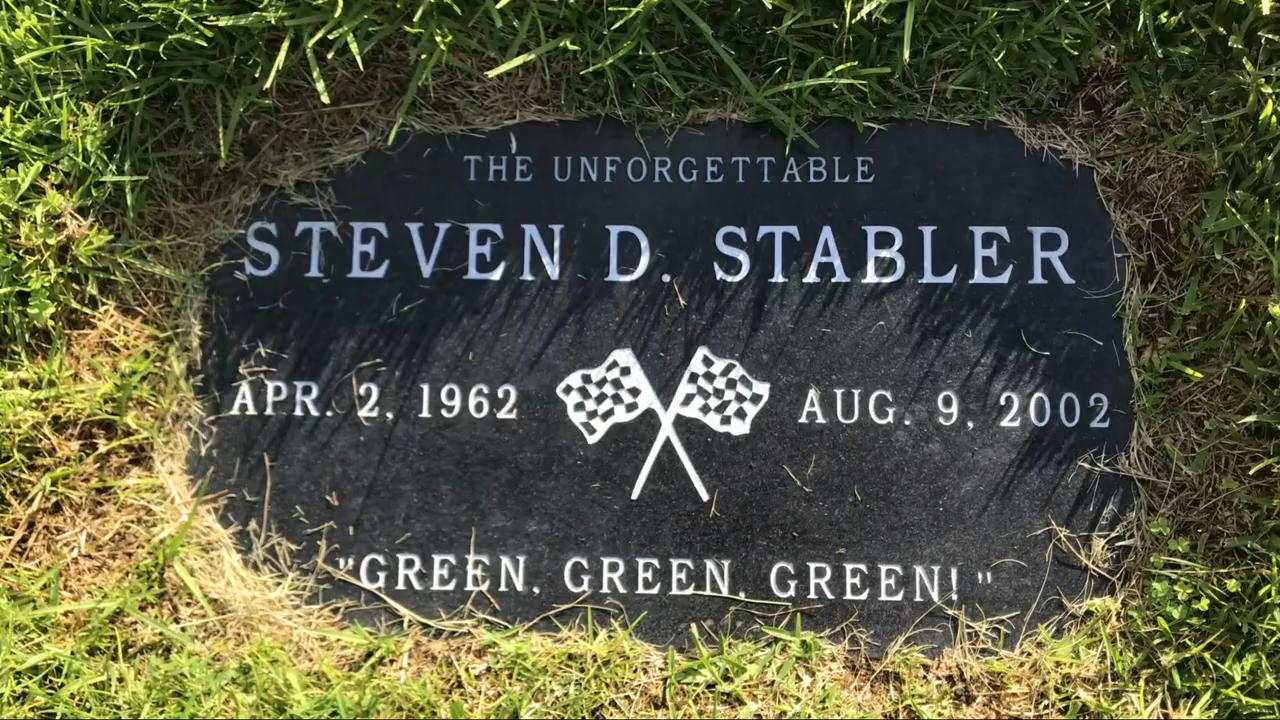 THE UNFORGETTABLE
STEVEN D. STABLER
APR. 2, 1962 AUG. 9, 2002
"GREEN, GREEN, GREEN!"